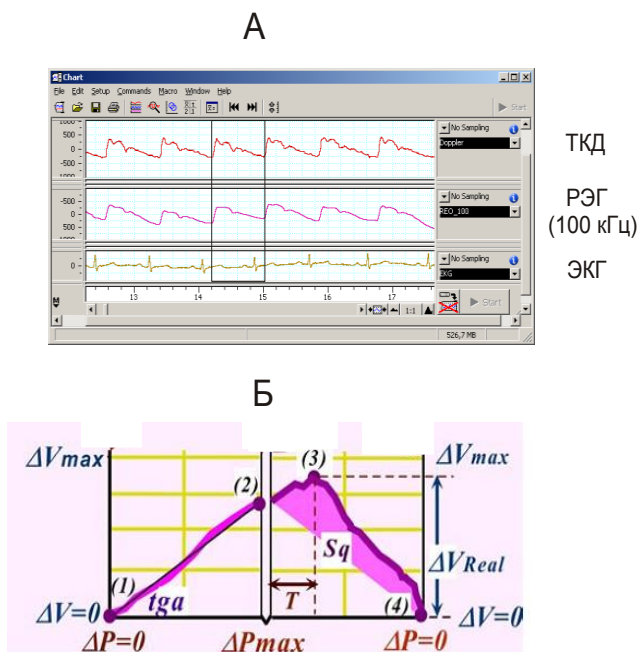 А
Chart
File Edit Setup Commands Macro Window Help
Start
1000
500
0
-500
1000
No Sampling
Doppler
ТКД
-500
0
500
1000
No Sampling
REO_100
РЭГ
(100 кГц)
0
No Sampling
EKG
ЭКГ
M
13 14 15 16 17
1:1
Start
526,7 MB
Б
ΔVmax
(3)
ΔVmax
(2)
Sq
ΔVReal
(1)
tga
T
(4)
ΔV=0
ΔV=0
ΔP=0
ΔPmax
ΔP=0